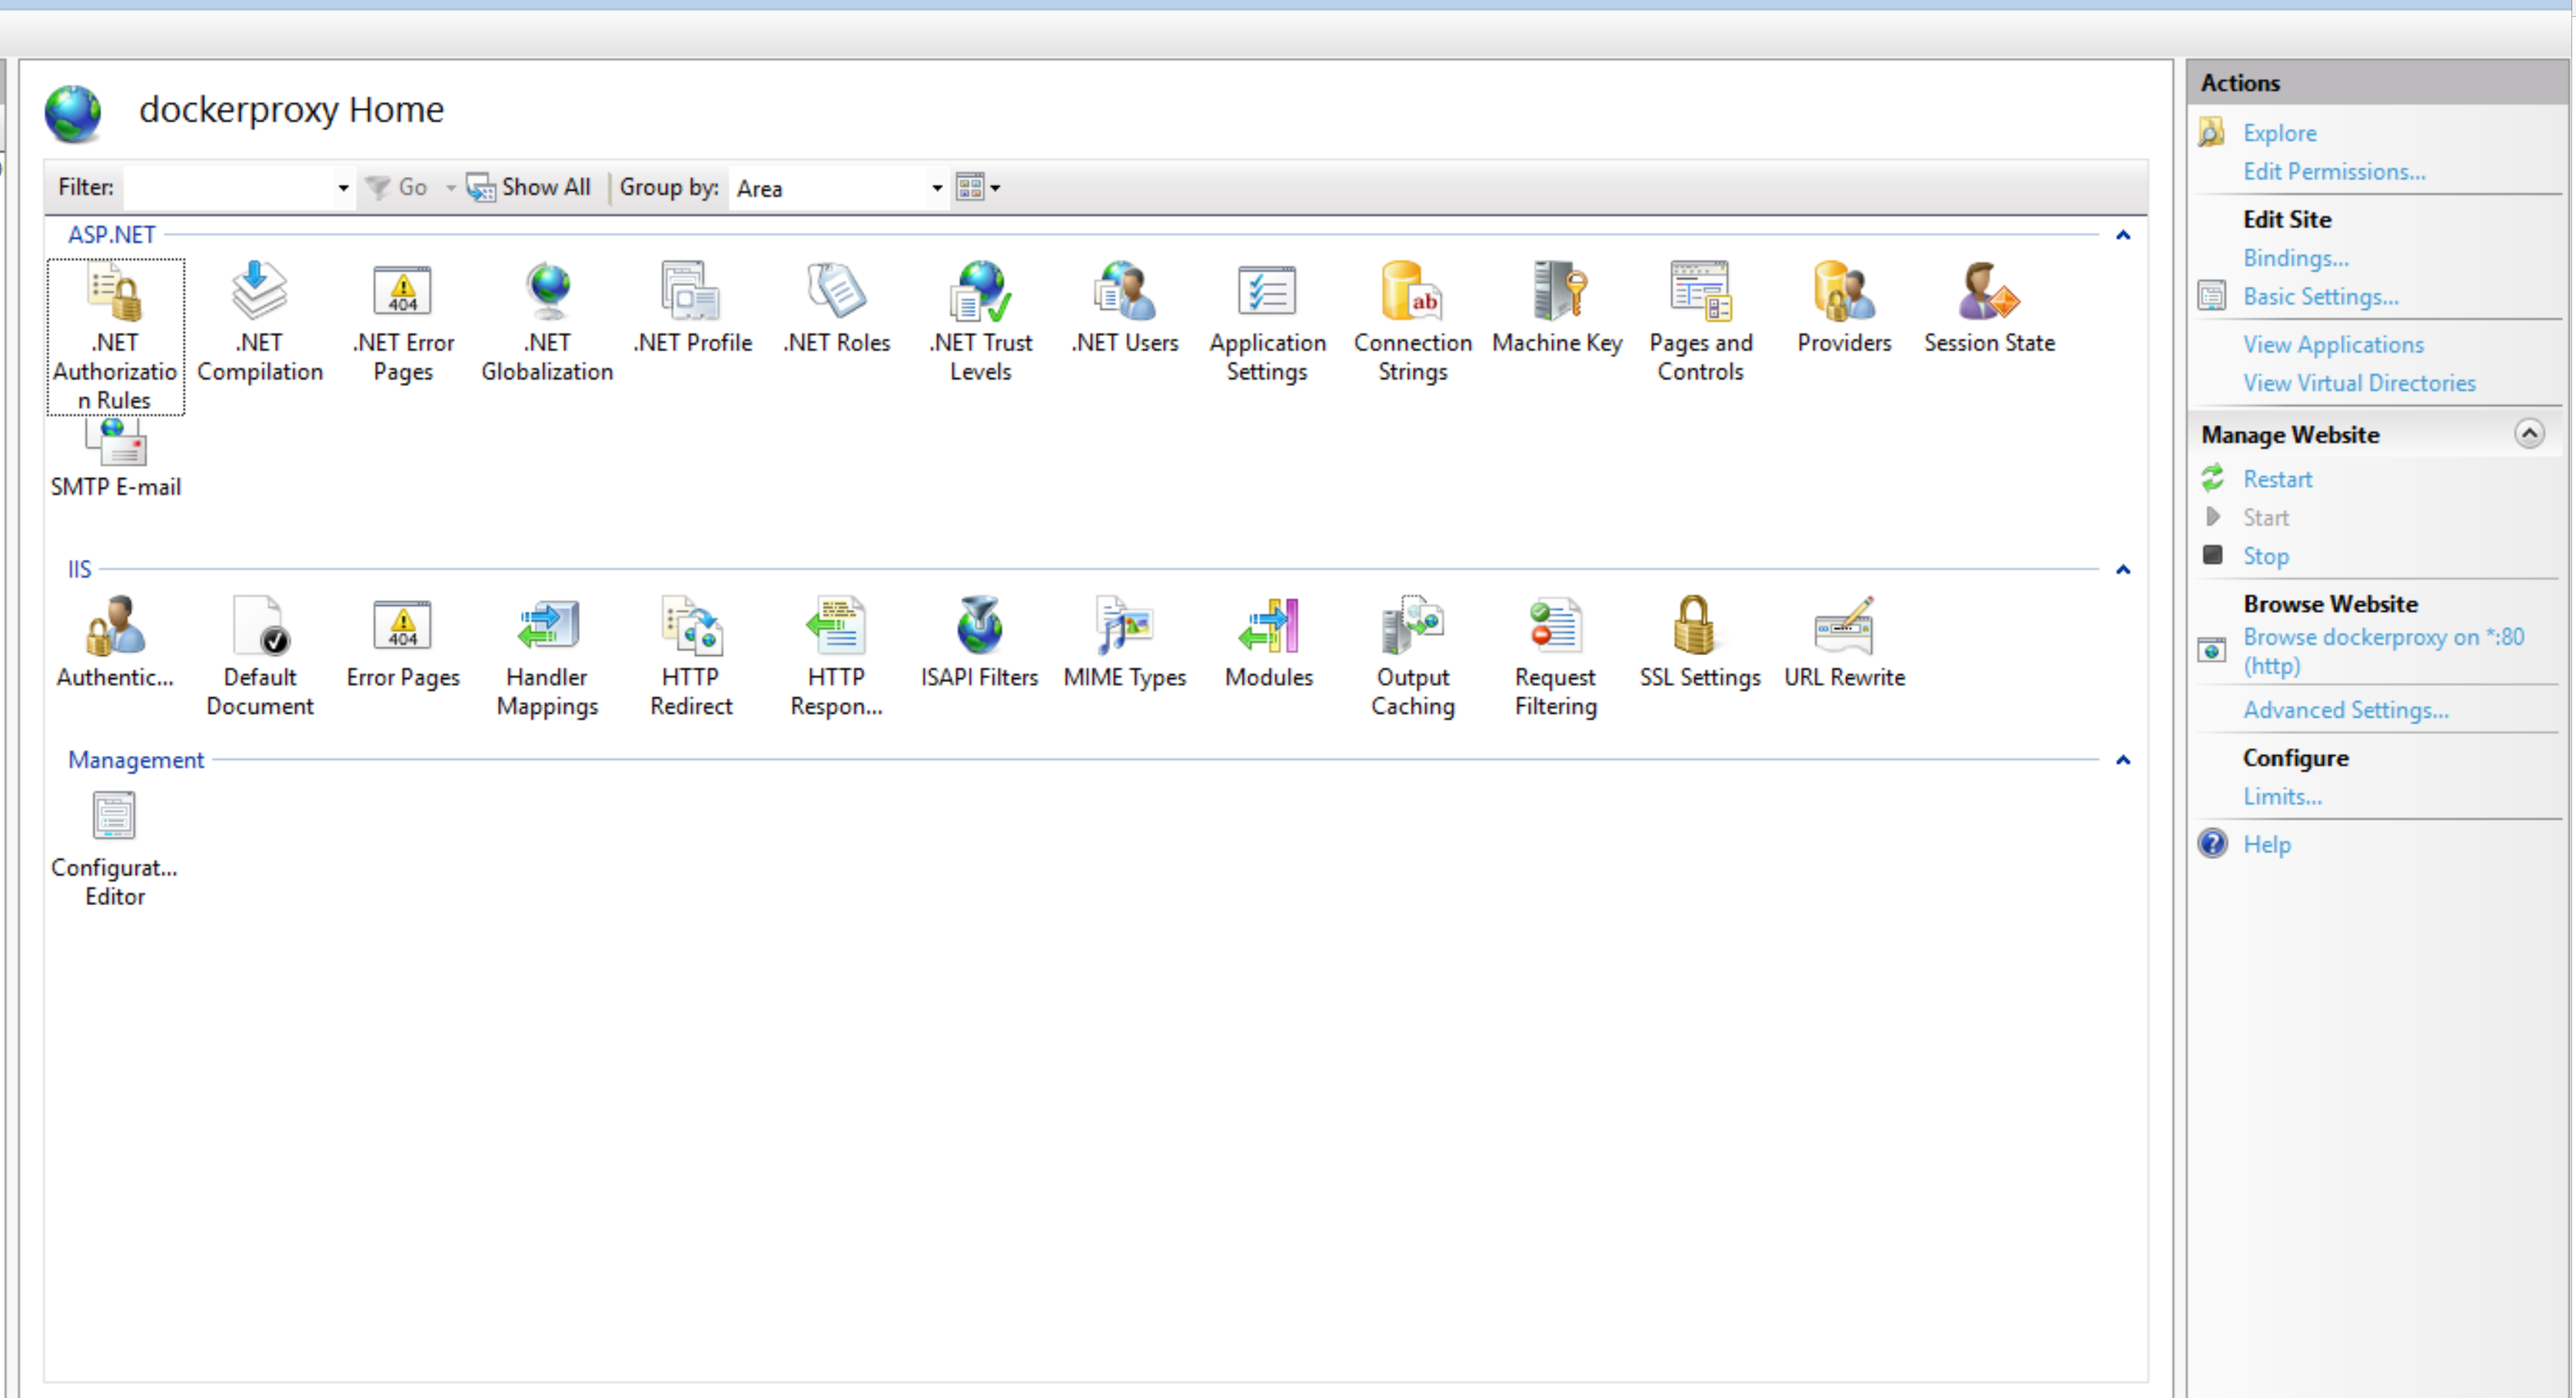 dockerproxy Home
Filter:
Go
Show All
Group by:
Area
ASP.NET
.NET
Authorizatio
n Rules
.NET
Compilation
.NET Error
Pages
404
.NET
Globalization
.NET Profile
.NET Roles
.NET Trust
Levels
.NET Users
Application
Settings
ab
Connection
Strings
Machine Key
Pages and
Controls
Providers
Session State
SMTP E-mail
IIS
Authentic...
Default
Document
404
Error Pages
Handler
Mappings
HTTP
Redirect
HTTP
Respon...
ISAPI Filters
MIME Types
Modules
Output
Caching
Request
Filtering
SSL Settings
URL Rewrite
Management
Configurat...
Editor
Actions
Explore
Edit Permissions...
Edit Site
Bindings...
Basic Settings...
View Applications
View Virtual Directories
Manage Website
Restart
Start
Stop
Browse Website
Browse dockerproxy on *:80
(http)
Advanced Settings...
Configure
Limits...
Help